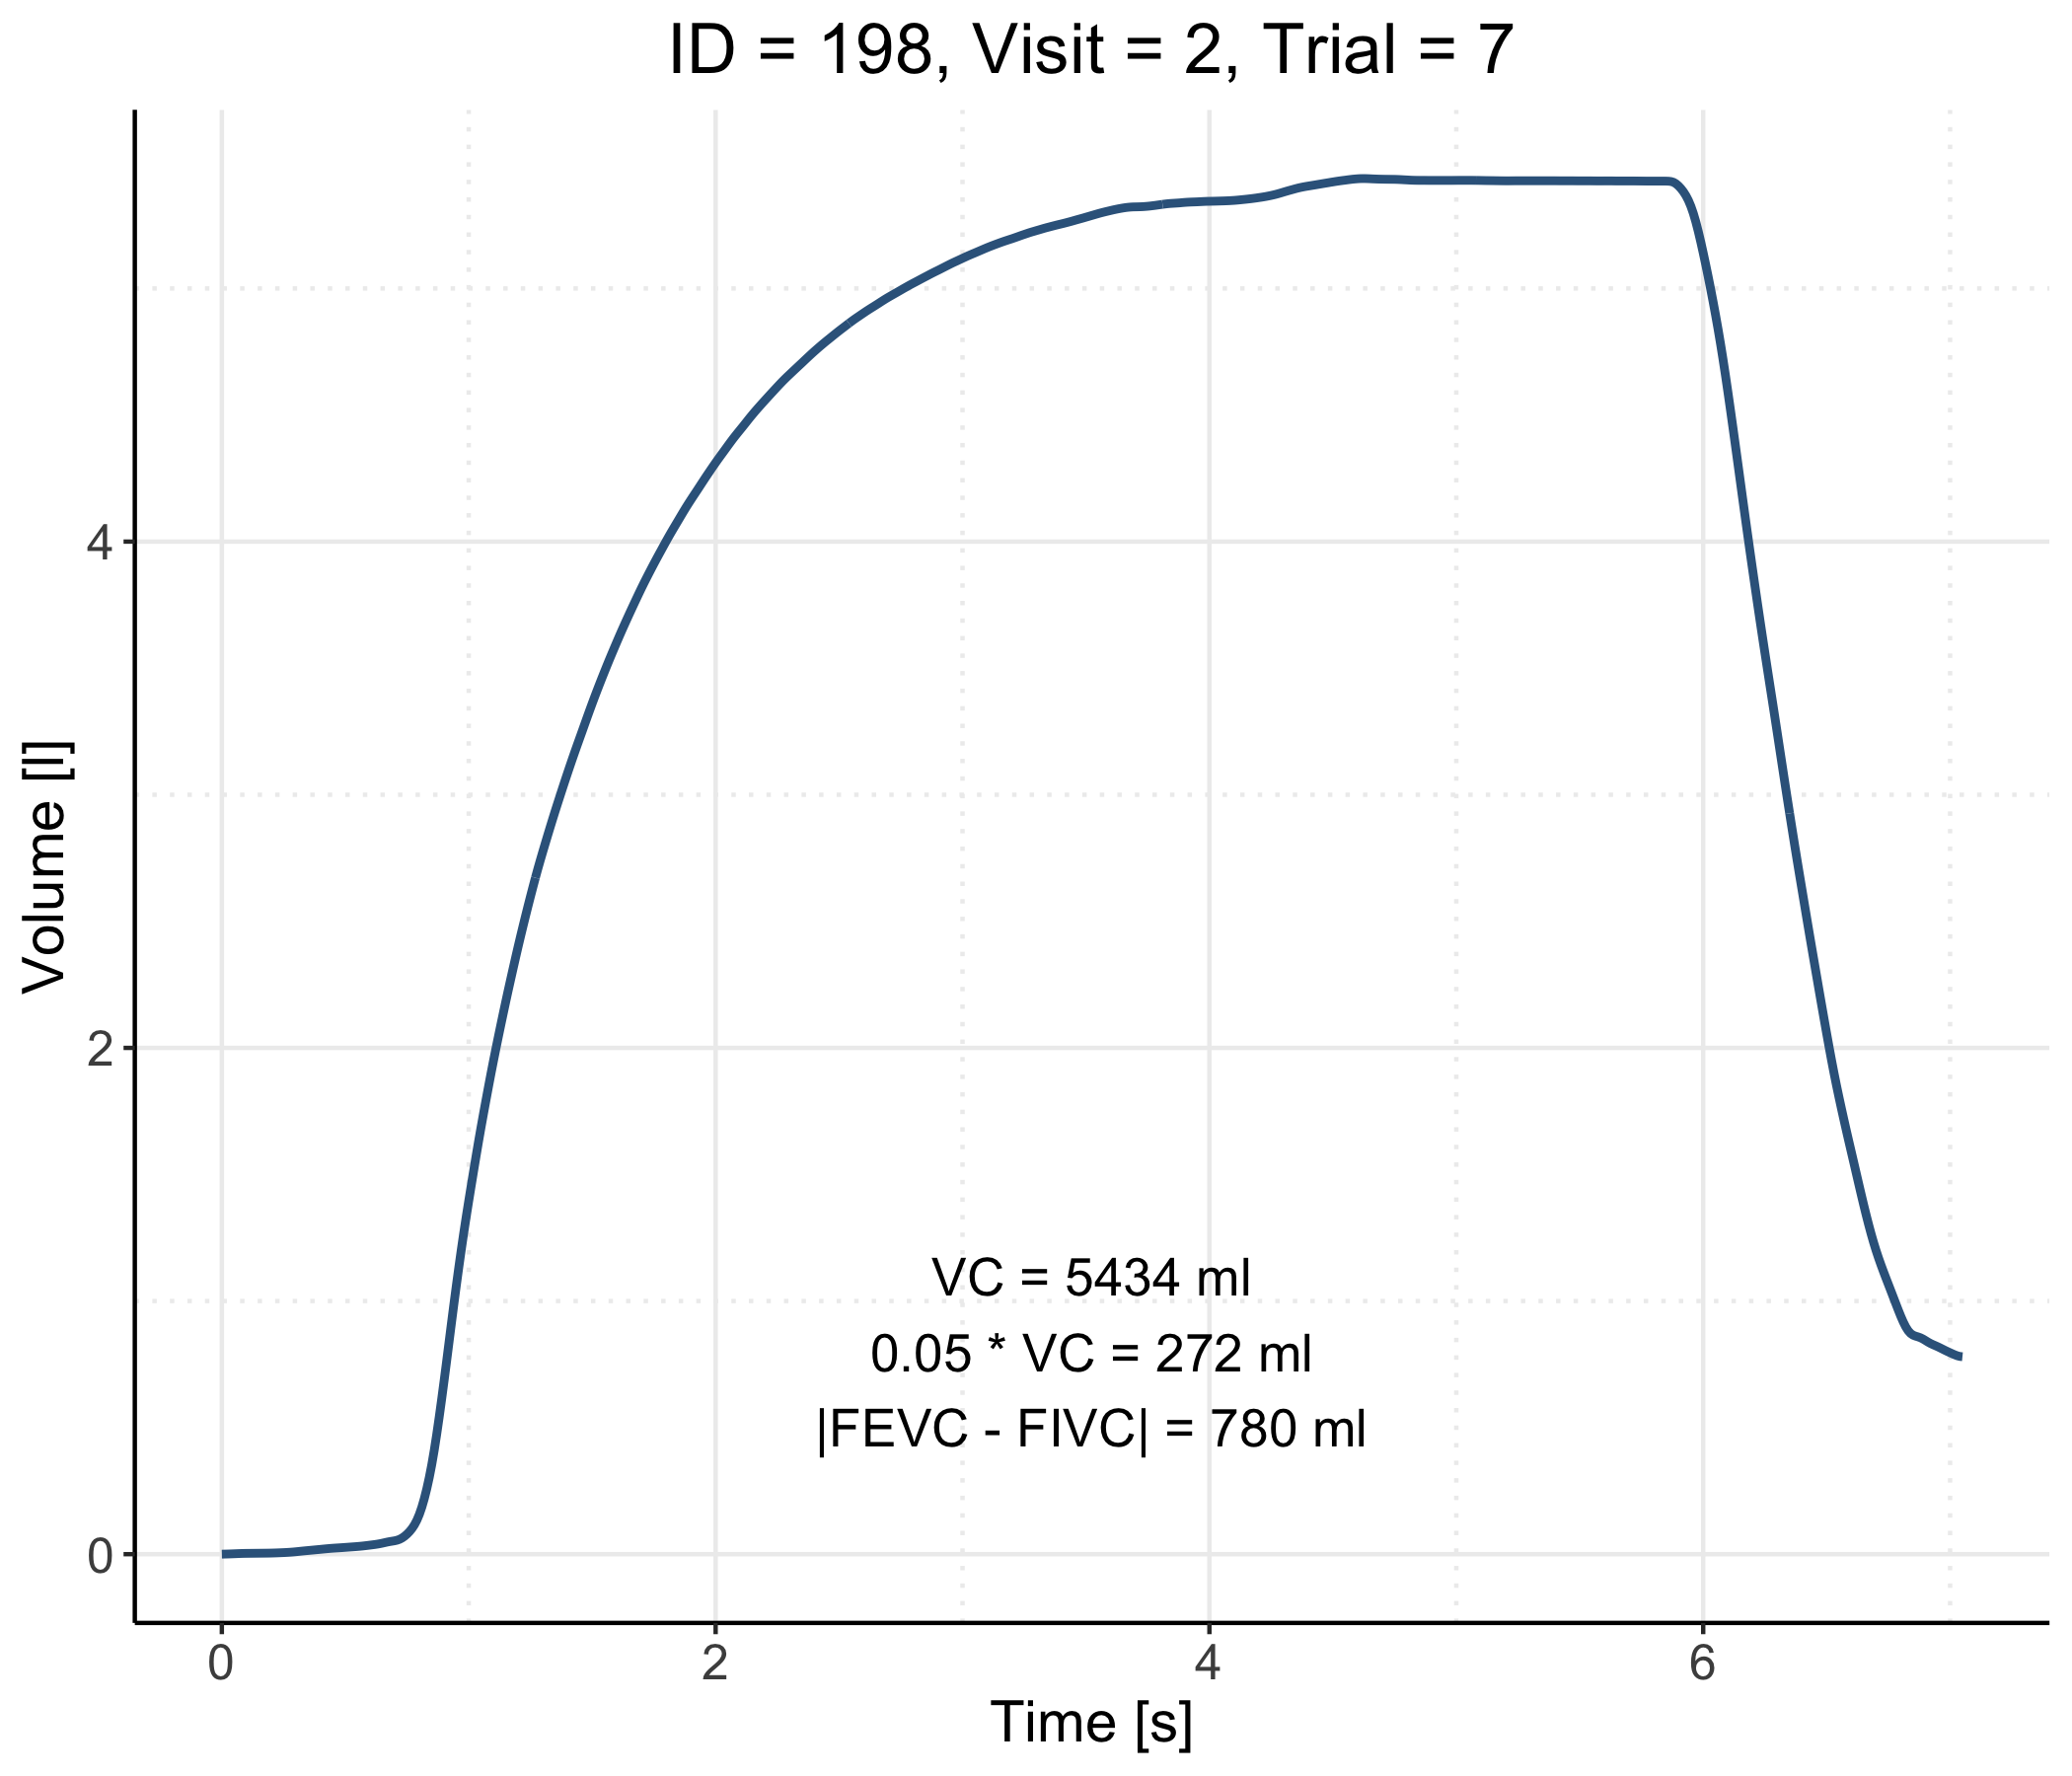 ID = 198, Visit = 2, Trial = 7
Volume [l]
4
2
0
VC = 5434 ml
0.05 * VC = 272 ml
|FEVC - FIVC| = 780 ml
0 2 4 6
Time [s]